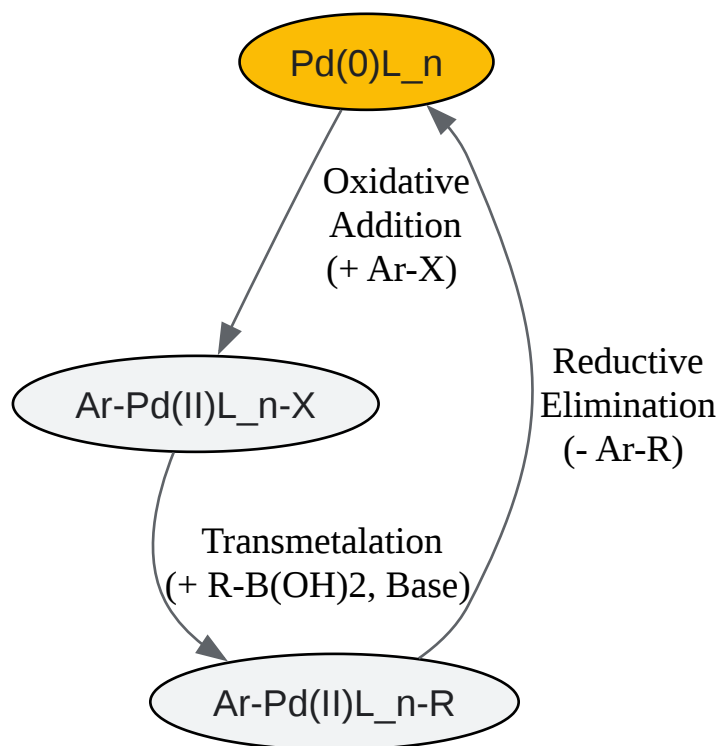 Pd(0)L_n
Oxidative
Addition
(+ Ar-X)
Reductive
Elimination
(- Ar-R)
Ar-Pd(II)L_n-X
Transmetalation
(+ R-B(OH)2, Base)
Ar-Pd(II)L_n-R